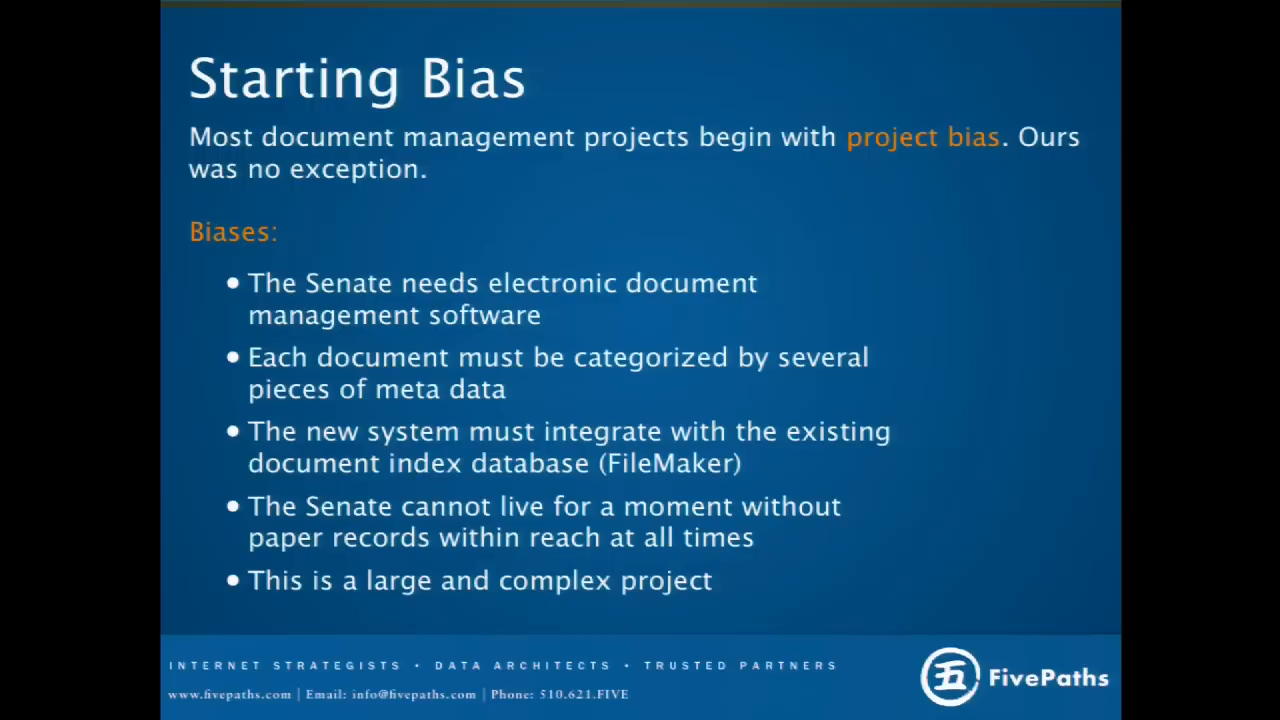 Starting Bias
Most document management projects begin with project bias. Ours
was no exception.
Biases:
• The Senate needs electronic document
management software
• Each document must be categorized by several
pieces of meta data
• The new system must integrate with the existing
document index database (FileMaker)
• The Senate cannot live for a moment without
paper records within reach at all times
• This is a large and complex project
INTERNET STRATEGISTS • DATA ARCHITECTS • TRUSTED PARTNERS
www.fivepaths.com | Email: info@fivepaths.com | Phone: 510.621.FIVE
五 FivePaths